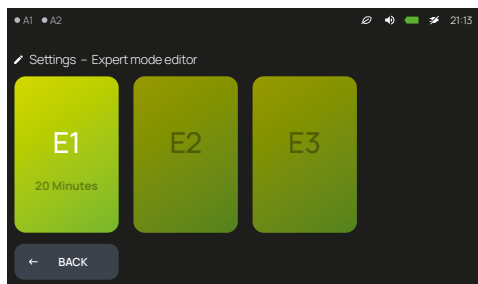 A1 A2 21:13
Settings – Expert mode editor
E1 E2 E3
20 Minutes
← BACK